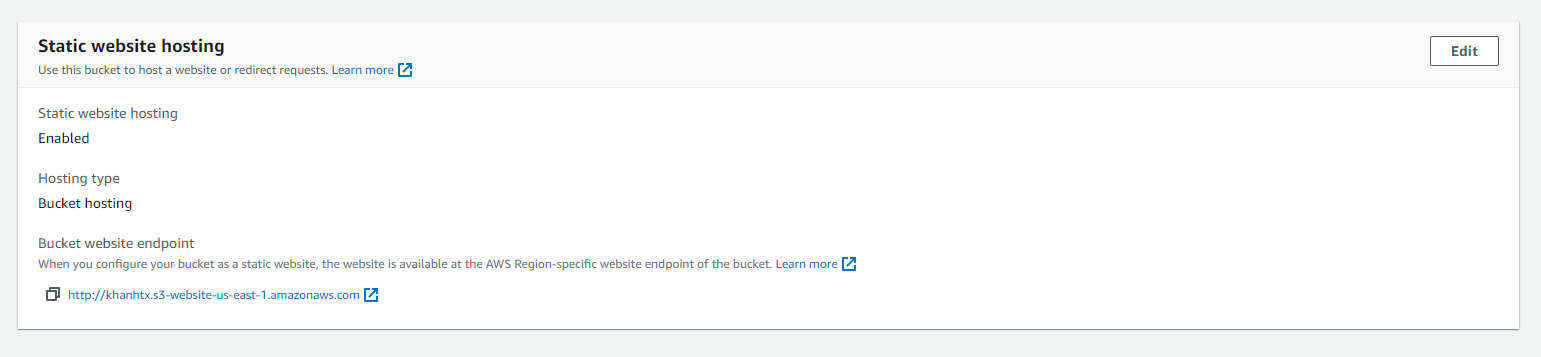 Static website hosting
Edit
Use this bucket to host a website or redirect requests. Learn more
Static website hosting
Enabled
Hosting type
Bucket hosting
Bucket website endpoint
When you configure your bucket as a static website, the website is available at the AWS Region-specific website endpoint of the bucket. Learn more
http://khanhtx.s3-website-us-east-1.amazonaws.com